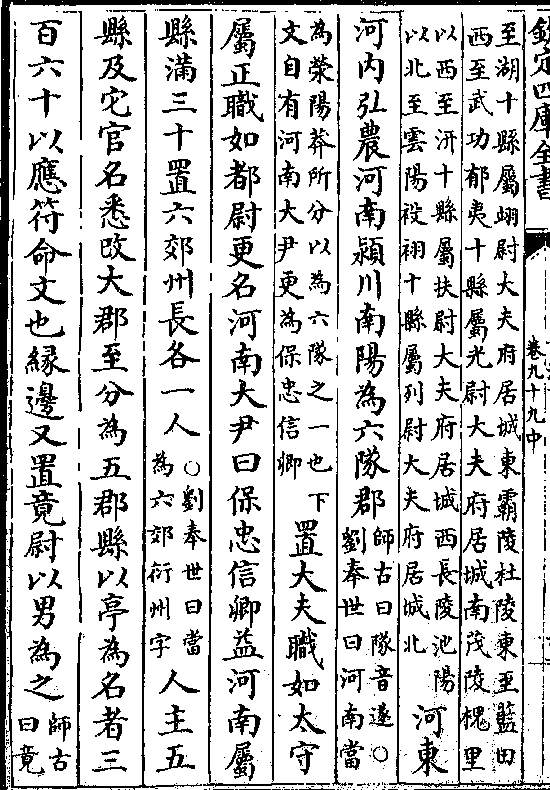 欽定四庫全書
卷九十九中
至湖十縣屬翊尉大夫府居城東霸陵杜陵東至藍田
西至武功郁夷十縣屬光尉大夫府居城南茂陵槐里
以西至汧十縣屬扶尉大夫府居城西長陵池陽
以北至雲陽祋祤十縣屬列尉大夫府居城北
河東
河内弘農河南潁川南陽為六隊郡
師古曰隊音遂○
劉奉世曰河南當
為滎陽莽所分以為六隊之一也下
文自有河南大尹更為保忠信卿
置大夫職如太守
屬正職如都尉更名河南大尹曰保忠信卿益河南屬
縣滿三十置六郊州長各一人
○劉奉世曰當
為六郊衍州字
人主五
縣及它官名悉改大郡至分為五郡縣以亭為名者三
百六十以應符命文也緣邊又置竟尉以男為之
師古
曰竟